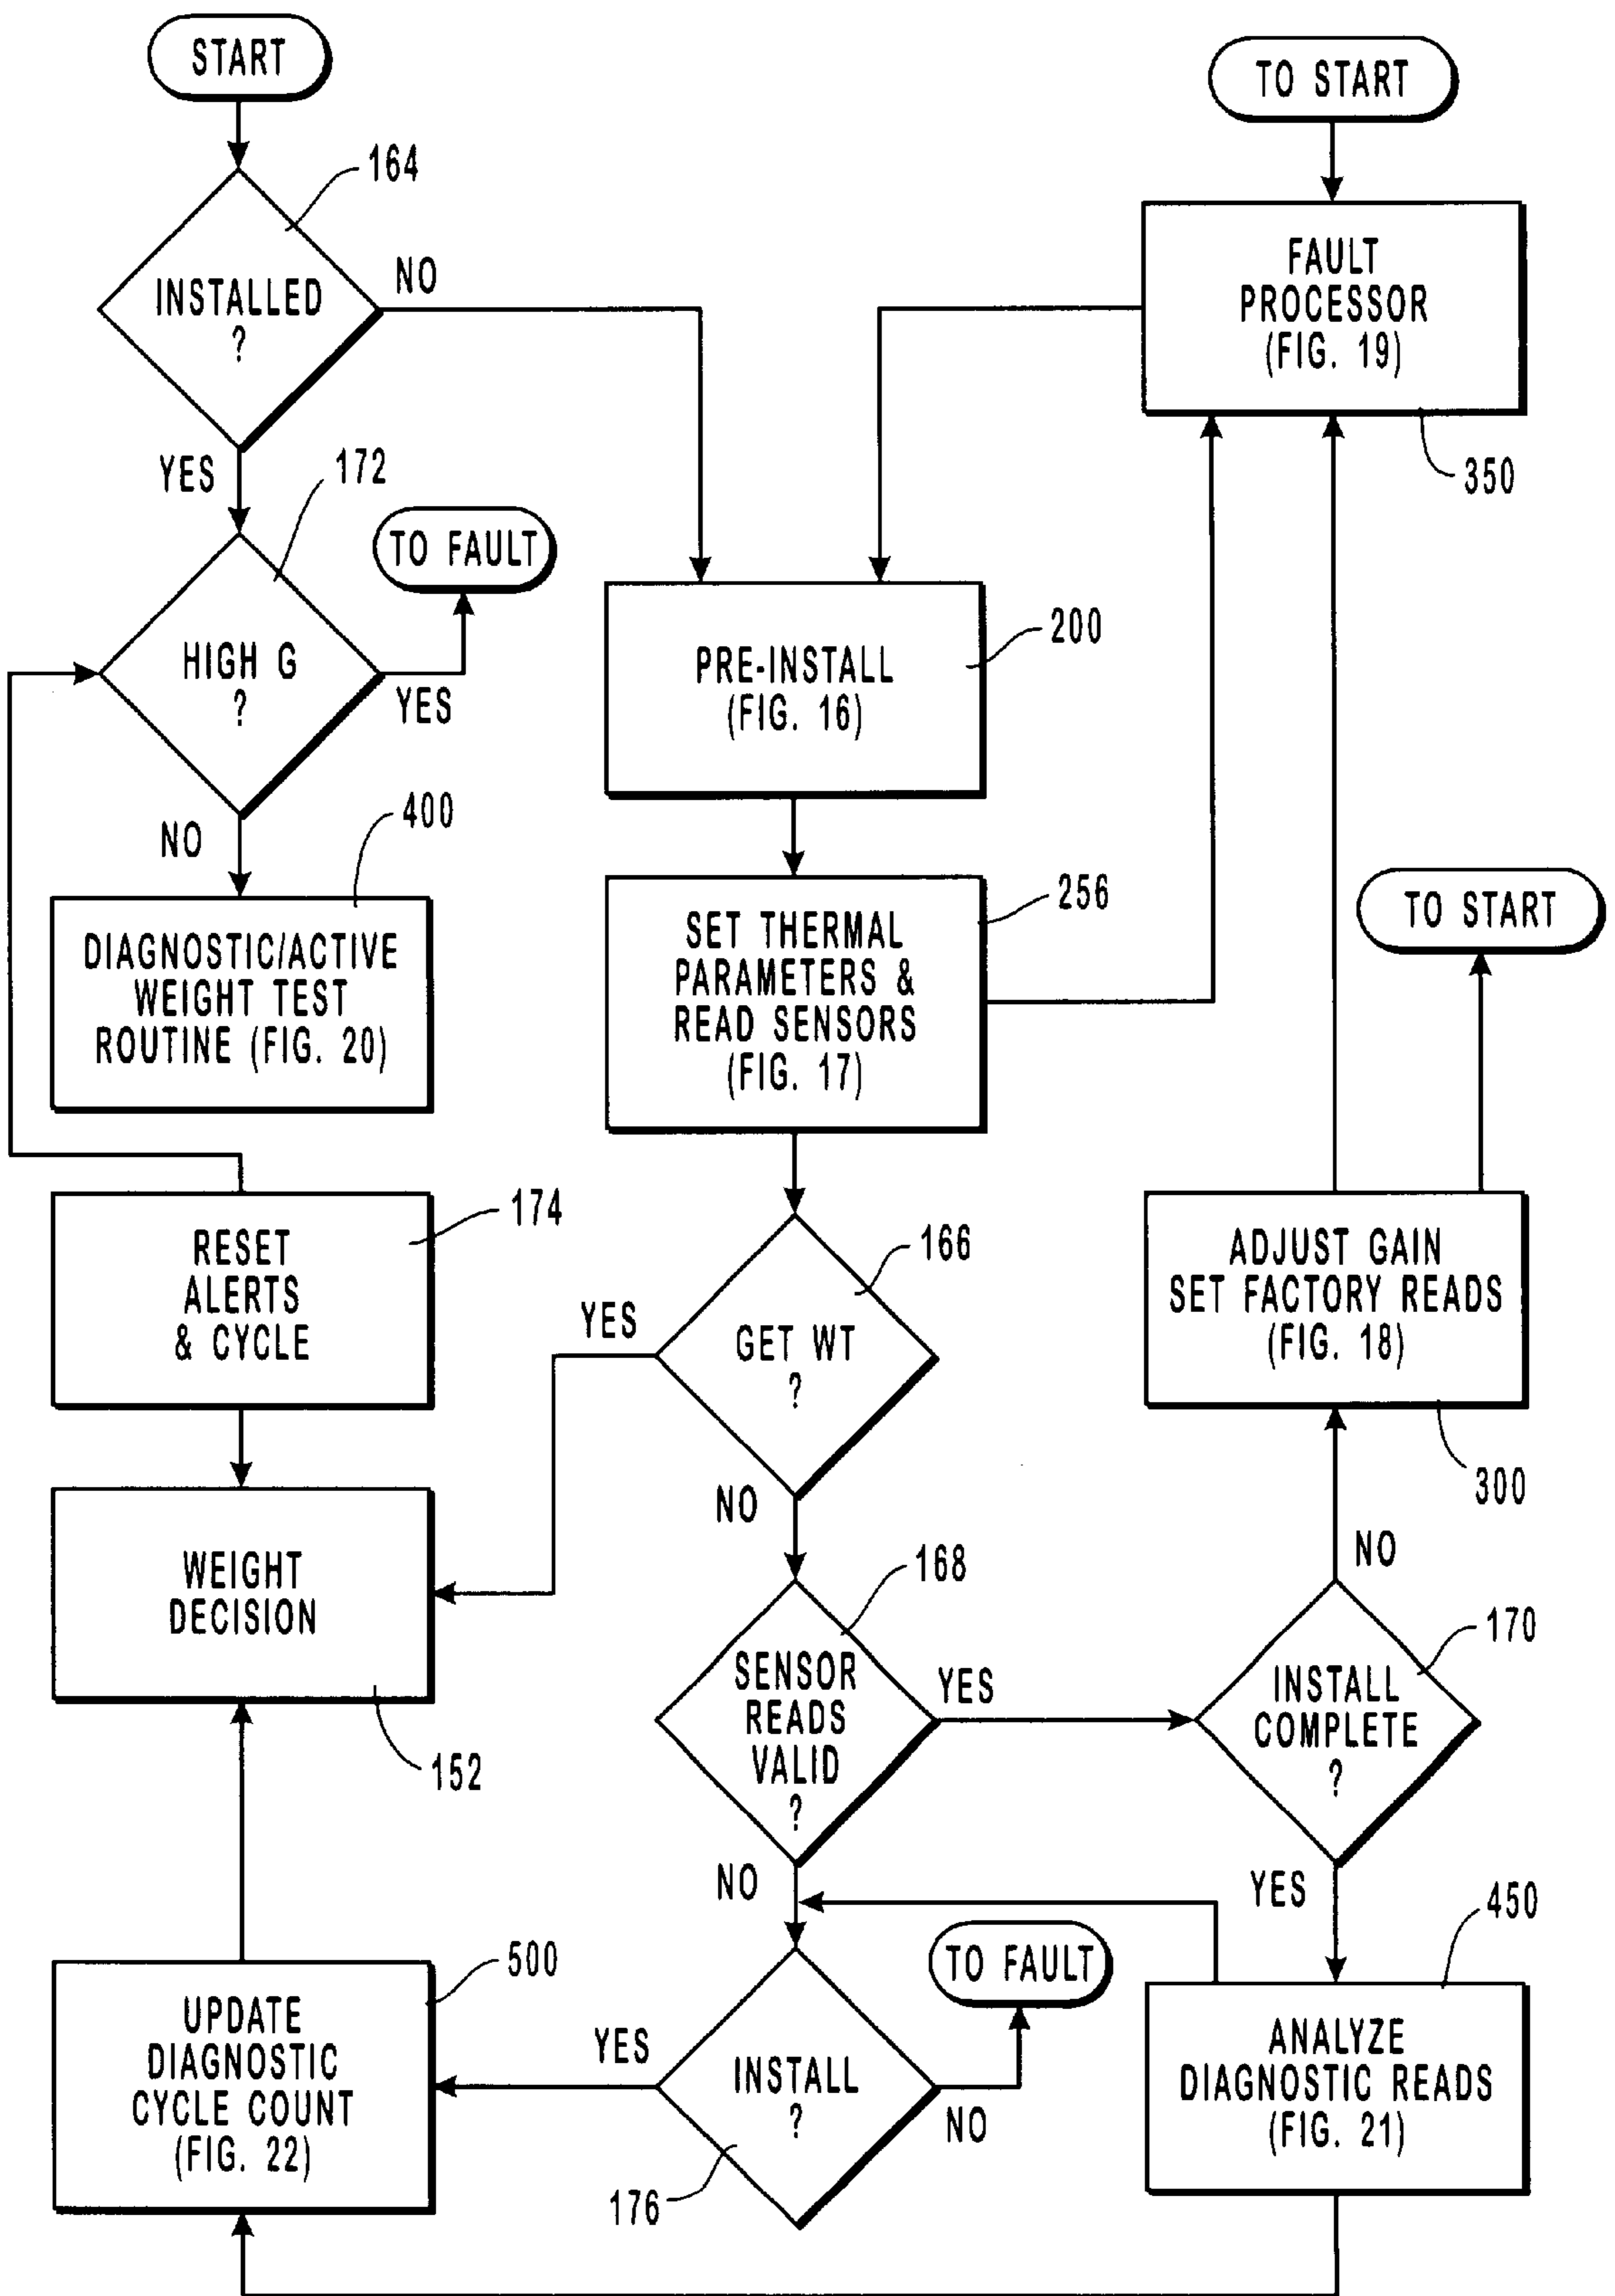 START
TO START
164
INSTALLED
?
NO
YES
FAULT
PROCESSOR
(FIG. 19)
350
172
TO FAULT
HIGH G
?
YES
NO
200
PRE-INSTALL
(FIG. 16)
400
DIAGNOSTIC/ACTIVE
WEIGHT TEST
ROUTINE (FIG. 20)
256
SET THERMAL
PARAMETERS &
READ SENSORS
(FIG. 17)
TO START
174
RESET
ALERTS
& CYCLE
166
YES
GET WT
?
NO
ADJUST GAIN
SET FACTORY READS
(FIG. 18)
300
WEIGHT
DECISION
152
168
SENSOR
READS
VALID
?
YES
NO
NO
170
INSTALL
COMPLETE
?
YES
500
UPDATE
DIAGNOSTIC
CYCLE COUNT
(FIG. 22)
YES
INSTALL
?
176
TO FAULT
NO
450
ANALYZE
DIAGNOSTIC READS
(FIG. 21)